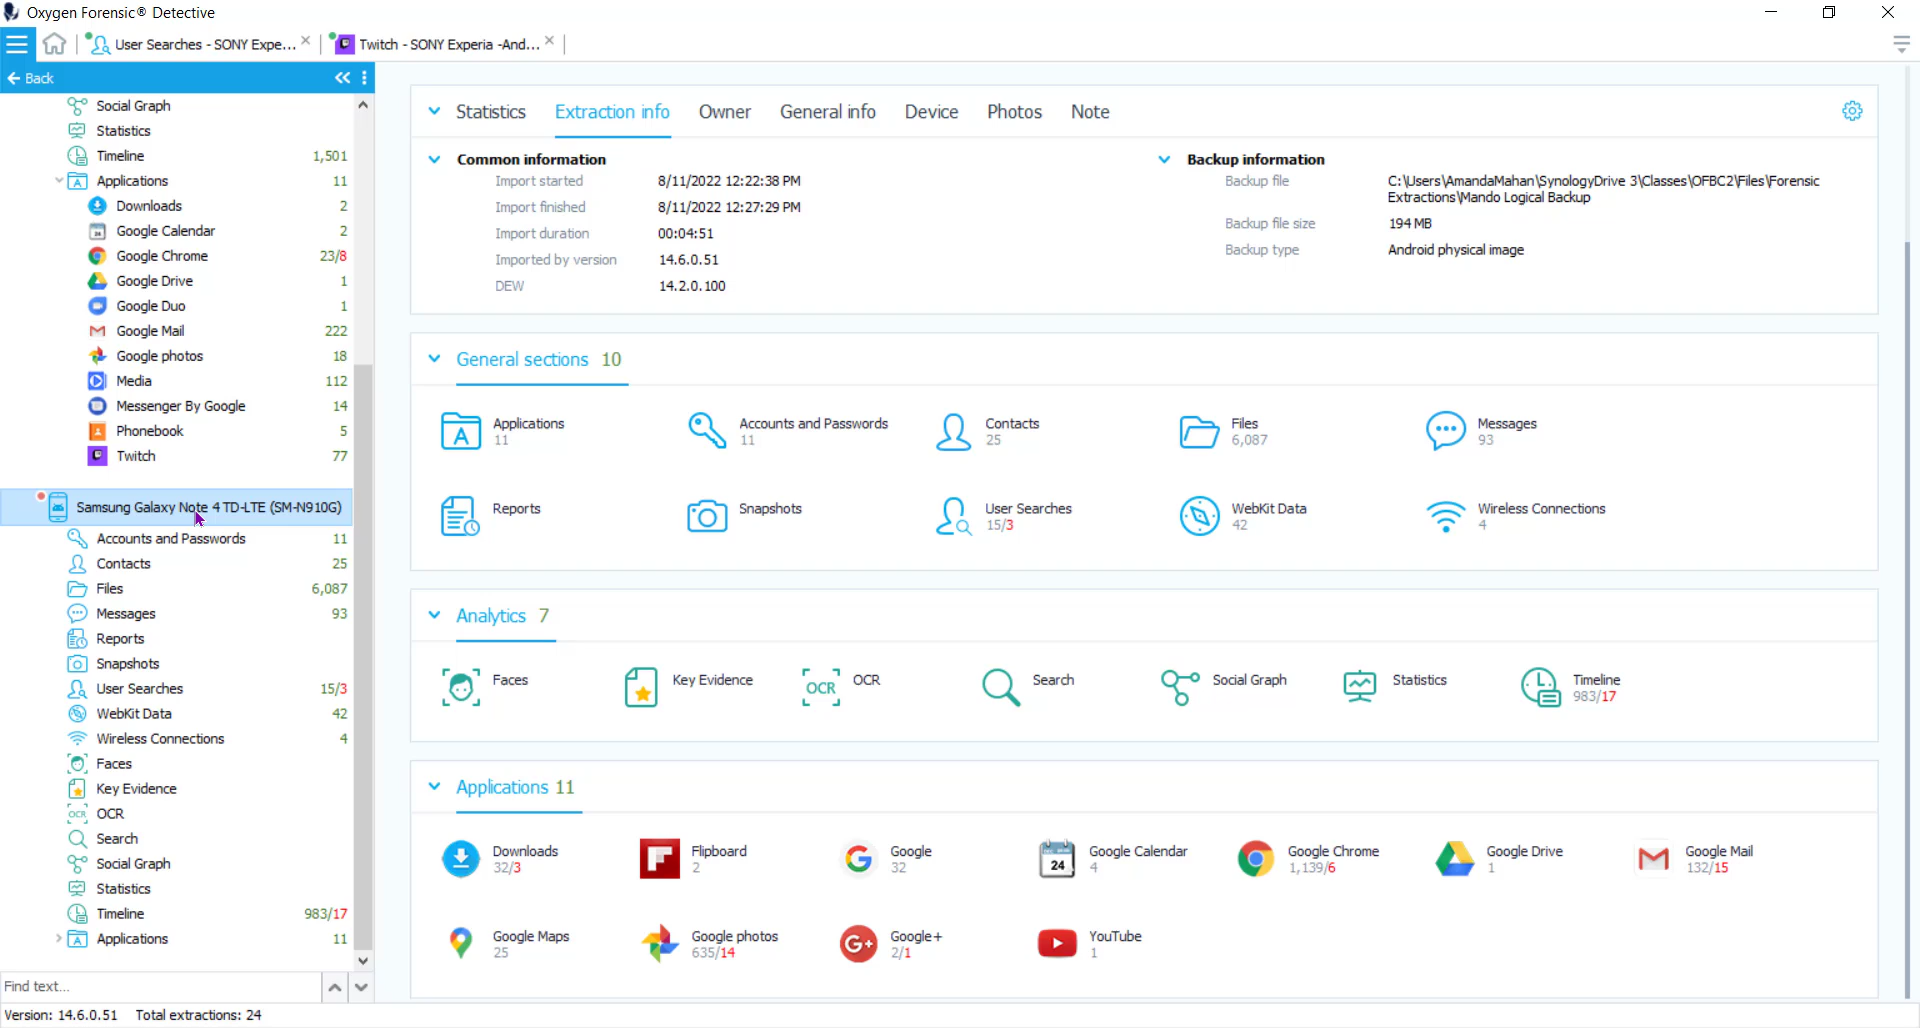 Oxygen Forensic® Detective
User Searches - SONY Expe...
Twitch - SONY Experia -And...
Back
Social Graph
Statistics
Timeline 1,501
Applications 11
Downloads 2
Google Calendar 2
Google Chrome 23/8
Google Drive 1
Google Duo 1
Google Mail 222
Google photos 18
Media 112
Messenger By Google 14
Phonebook 5
Twitch 77
Samsung Galaxy Note 4 TD-LTE (SM-N910G)
Accounts and Passwords 11
Contacts 25
Files 6,087
Messages 93
Reports
Snapshots
User Searches 15/3
WebKit Data 42
Wireless Connections 4
Faces
Key Evidence
OCR
Search
Social Graph
Statistics
Timeline 983/17
Applications 11
Find text...
Version: 14.6.0.51 Total extractions: 24
Statistics Extraction info Owner General info Device Photos Note
Common information
Import started 8/11/2022 12:22:38 PM
Import finished 8/11/2022 12:27:29 PM
Import duration 00:04:51
Imported by version 14.6.0.51
DEW 14.2.0.100
Backup information
Backup file C:\Users\AmandaMahan\SynologyDrive 3\Classes\OFBC2\Files\Forensic
Extractions\Mando Logical Backup
Backup file size 194 MB
Backup type Android physical image
General sections 10
Applications
11
Accounts and Passwords
11
Contacts
25
Files
6,087
Messages
93
Reports
Snapshots
User Searches
15/3
WebKit Data
42
Wireless Connections
4
Analytics 7
Faces
Key Evidence
OCR
OCR
Search
Social Graph
Statistics
Timeline
983/17
Applications 11
Downloads
32/3
Flipboard
2
Google
32
24
Google Calendar
4
Google Chrome
1,139/6
Google Drive
1
Google Mail
132/15
Google Maps
25
Google photos
635/14
G+
Google+
2/1
YouTube
1